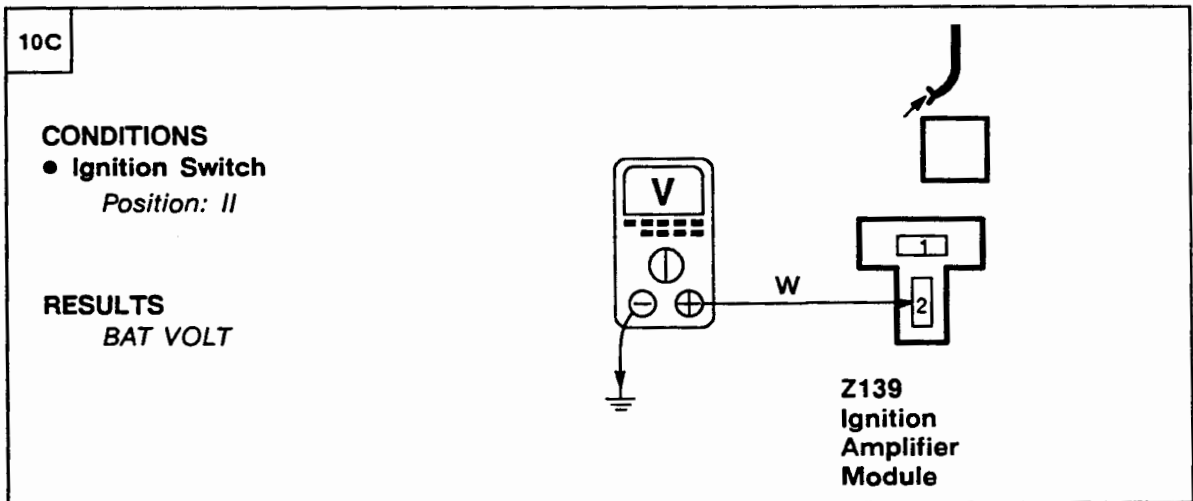 10C
CONDITIONS
● Ignition Switch
Position: II
RESULTS
BAT VOLT
V
W
1
2
Z139
Ignition
Amplifier
Module